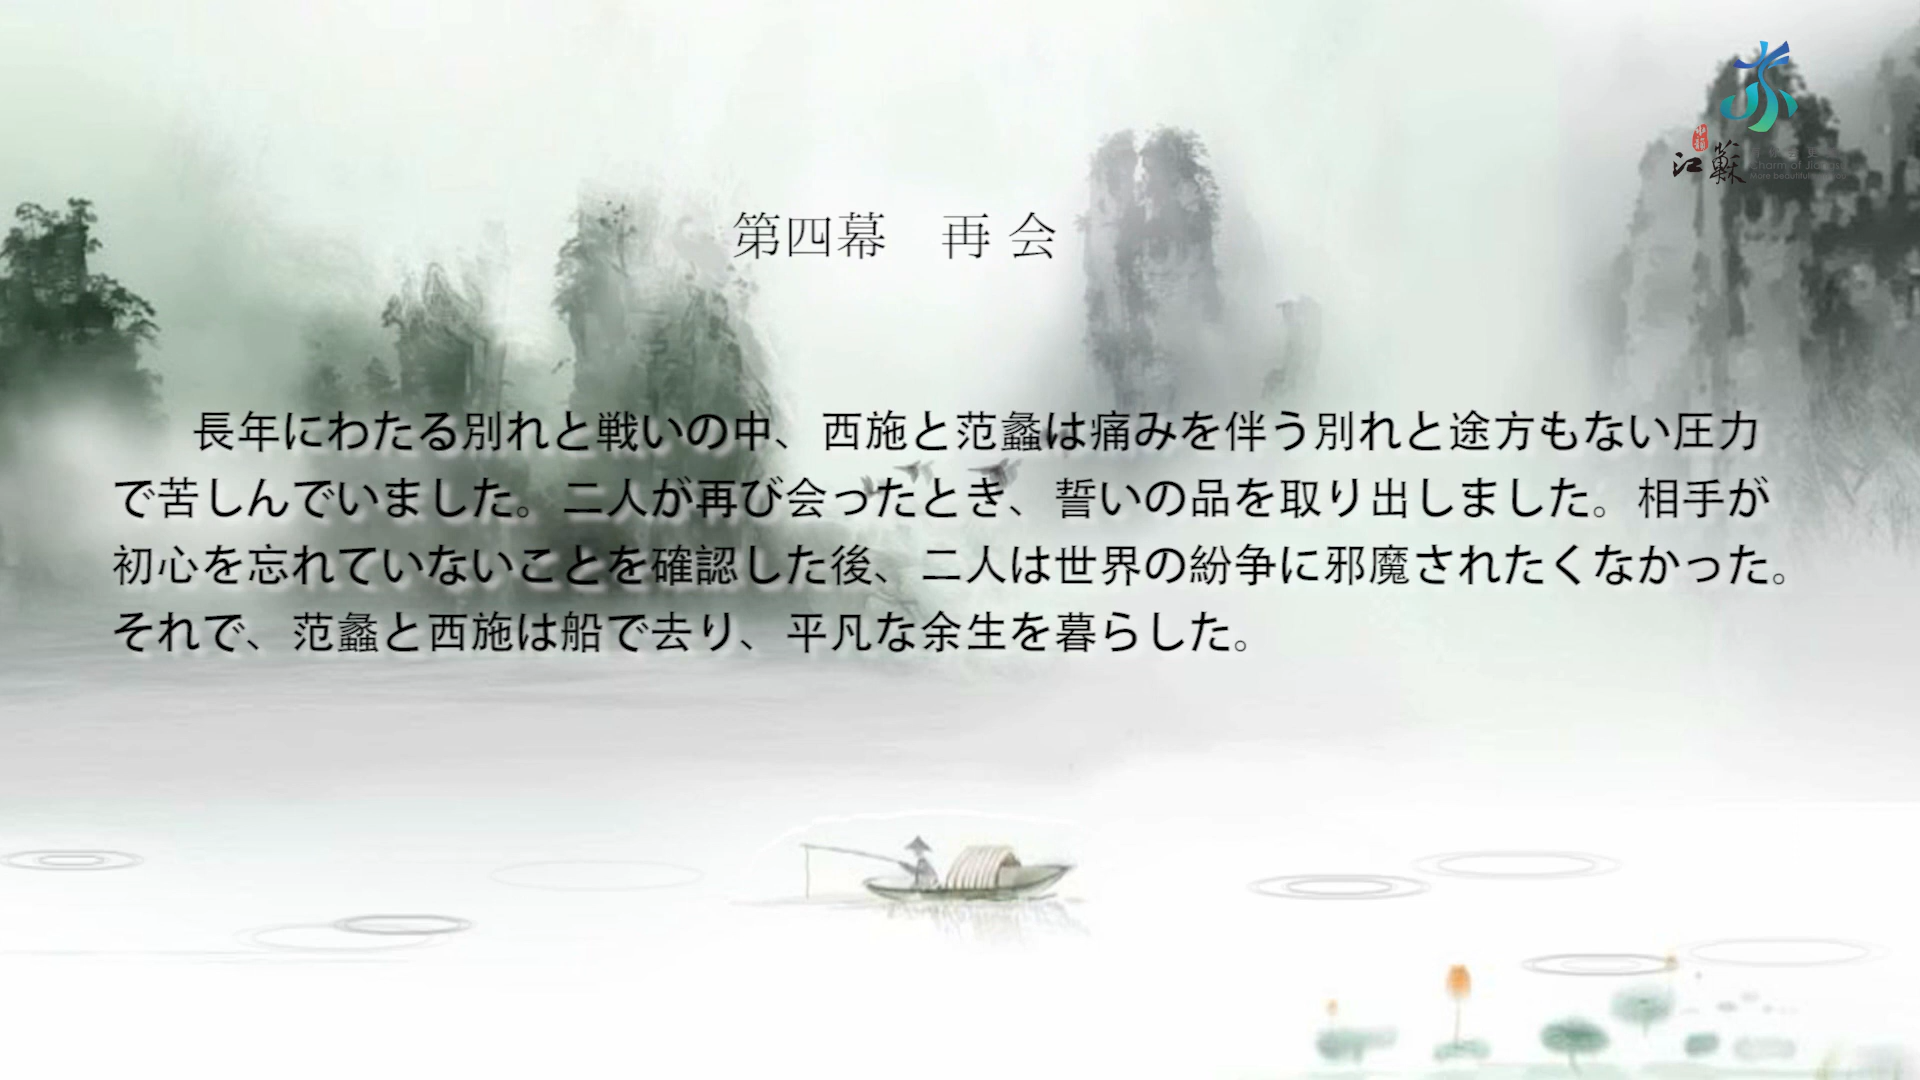 江蘇
Charm of
More beautiful
第四幕　再 会
長年にわたる別れと戦いの中、西施と范蠡は痛みを伴う別れと途方もない圧力
で苦しんでいました。二人が再び会ったとき、誓いの品を取り出しました。相手が
初心を忘れていないことを確認した後、二人は世界の紛争に邪魔されたくなかった。
それで、范蠡と西施は船で去り、平凡な余生を暮らした。